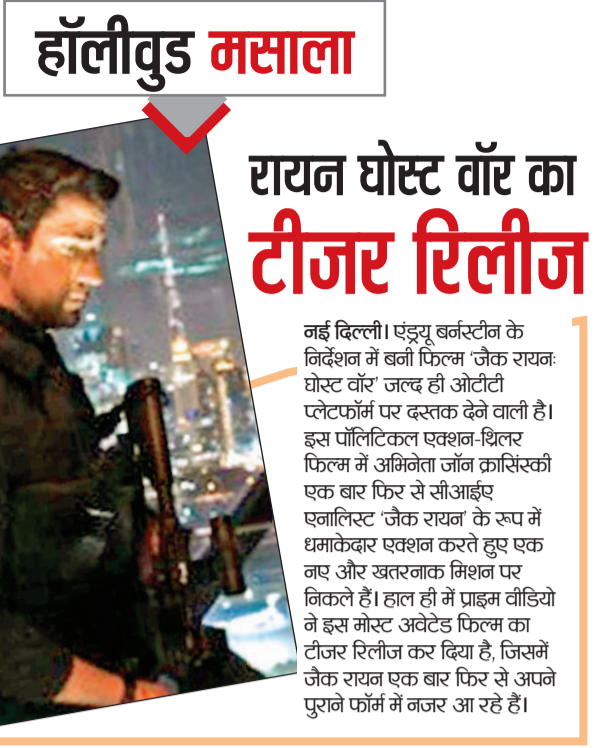 हॉलीवुड मसाला
रायन घोस्ट वॉर का
टीजर रिलीज
नई दिल्ली। एंड्रयू बर्नस्टीन के
निर्देशन में बनी फिल्म ‘जैक रायनः
घोस्ट वॉर’ जल्द ही ओटीटी
प्लेटफॉर्म पर दस्तक देने वाली है।
इस पॉलिटिकल एक्शन-थ्रिलर
फिल्म में अभिनेता जॉन क्रासिंस्की
एक बार फिर से सीआईए
एनालिस्ट ‘जैक रायन’ के रूप में
धमाकेदार एक्शन करते हुए एक
नए और खतरनाक मिशन पर
निकले हैं। हाल ही में प्राइम वीडियो
ने इस मोस्ट अवेटेड फिल्म का
टीजर रिलीज कर दिया है, जिसमें
जैक रायन एक बार फिर से अपने
पुराने फॉर्म में नजर आ रहे हैं।